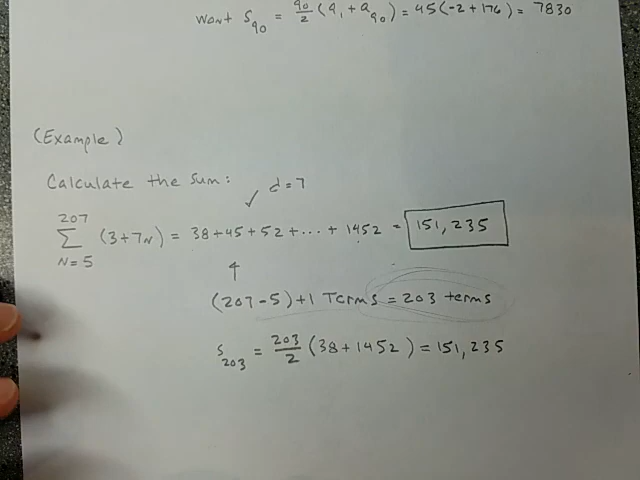 Want S₉₀ = 90/2 (a₁ + a₉₀) = 45(-2 + 176) = 7830
(Example)
Calculate the sum: ✓ d = 7
207
∑ (3+7N) = 38+45+52+...+ 1452 = 151,235
N=5
(207-5)+1 Terms = 203 terms
S₂₀₃ = 203/2 (38+1452) = 151,235